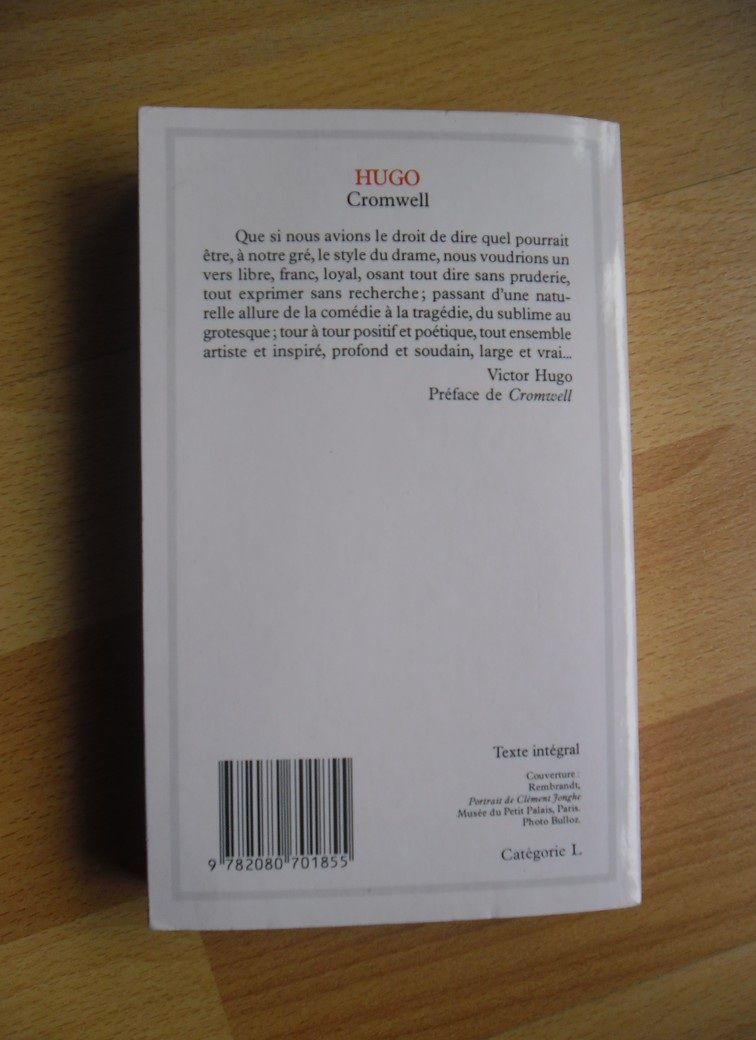 HUGO
Cromwell
Que si nous avions le droit de dire quel pourrait
être, à notre gré, le style du drame, nous voudrions un
vers libre, franc, loyal, osant tout dire sans pruderie,
tout exprimer sans recherche ; passant d'une natu-
relle allure de la comédie à la tragédie, du sublime au
grotesque ; tour à tour positif et poétique, tout ensemble
artiste et inspiré, profond et soudain, large et vrai...
Victor Hugo
Préface de Cromwell
Texte intégral
Couverture :
Rembrandt,
Portrait de Clément Jonghe
Musée du Petit Palais, Paris.
Photo Bulloz.
Catégorie L
9 782080 701855